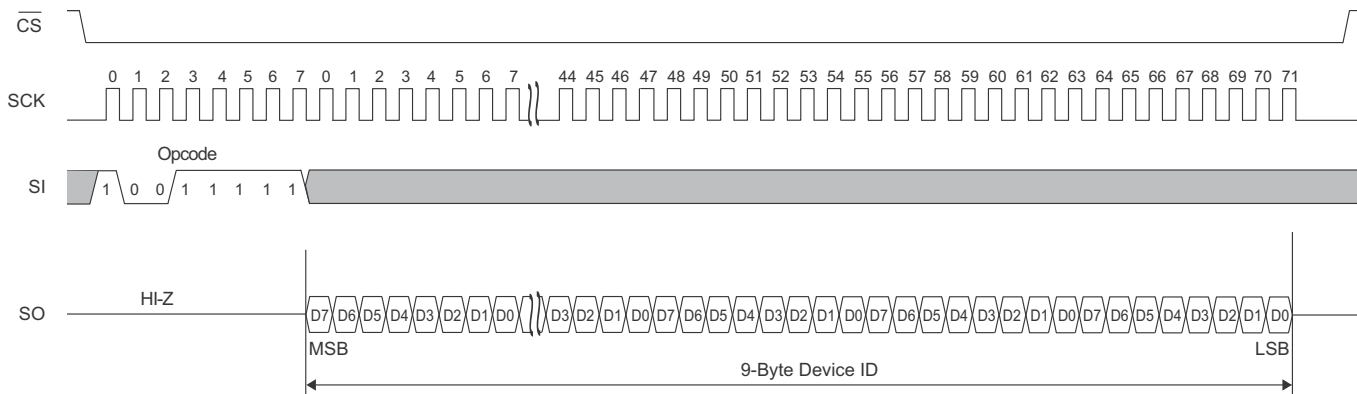 CS
0 1 2 3 4 5 6 7 0 1 2 3 4 5 6 7 44 45 46 47 48 49 50 51 52 53 54 55 56 57 58 59 60 61 62 63 64 65 66 67 68 69 70 71
SCK
Opcode
SI 1 0 0 1 1 1 1 1
HI-Z
SO D7 D6 D5 D4 D3 D2 D1 D0 D3 D2 D1 D0 D7 D6 D5 D4 D3 D2 D1 D0 D7 D6 D5 D4 D3 D2 D1 D0 D7 D6 D5 D4 D3 D2 D1 D0
MSB LSB
9-Byte Device ID